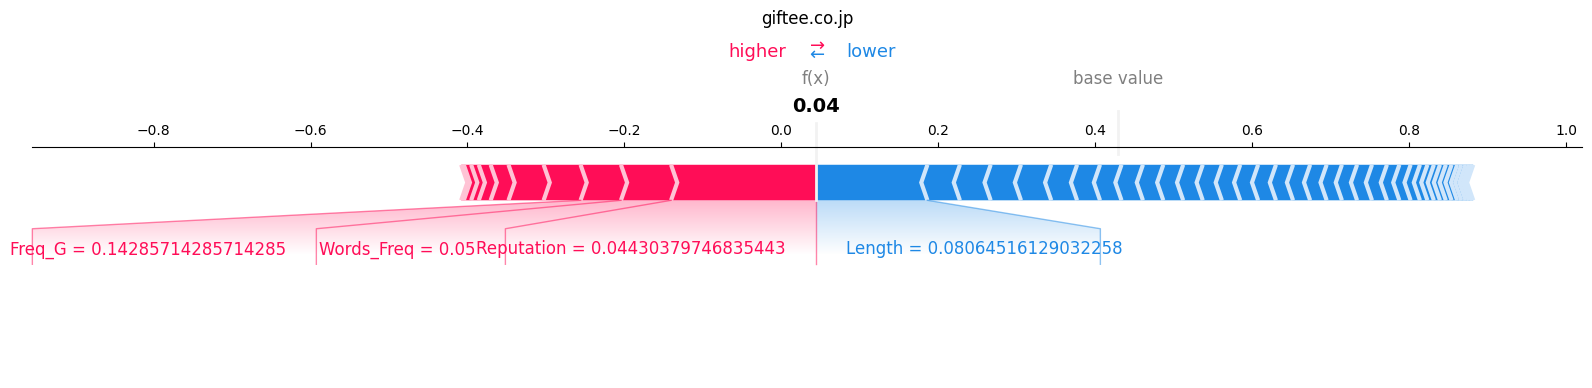 giftee.co.jp
higher ⇄ lower
f(x) base value
0.04
−0.8 −0.6 −0.4 −0.2 0.0 0.2 0.4 0.6 0.8 1.0
Freq_G = 0.14285714285714285 Words_Freq = 0.05 Reputation = 0.04430379746835443 Length = 0.08064516129032258